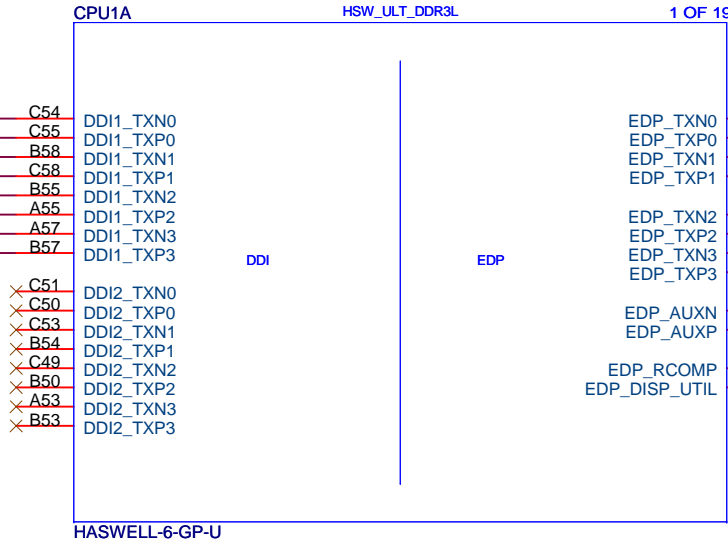 CPU1A HSW_ULT_DDR3L 1 OF 19
C54 DDI1_TXN0 EDP_TXN0
C55 DDI1_TXP0 EDP_TXP0
B58 DDI1_TXN1 EDP_TXN1
C58 DDI1_TXP1 EDP_TXP1
B55 DDI1_TXN2
A55 DDI1_TXP2 EDP_TXN2
A57 DDI1_TXN3 EDP_TXP2
B57 DDI1_TXP3 EDP_TXN3
DDI EDP
EDP_TXP3
C51 DDI2_TXN0
C50 DDI2_TXP0 EDP_AUXN
C53 DDI2_TXN1 EDP_AUXP
B54 DDI2_TXP1
C49 DDI2_TXN2 EDP_RCOMP
B50 DDI2_TXP2 EDP_DISP_UTIL
A53 DDI2_TXN3
B53 DDI2_TXP3
HASWELL-6-GP-U